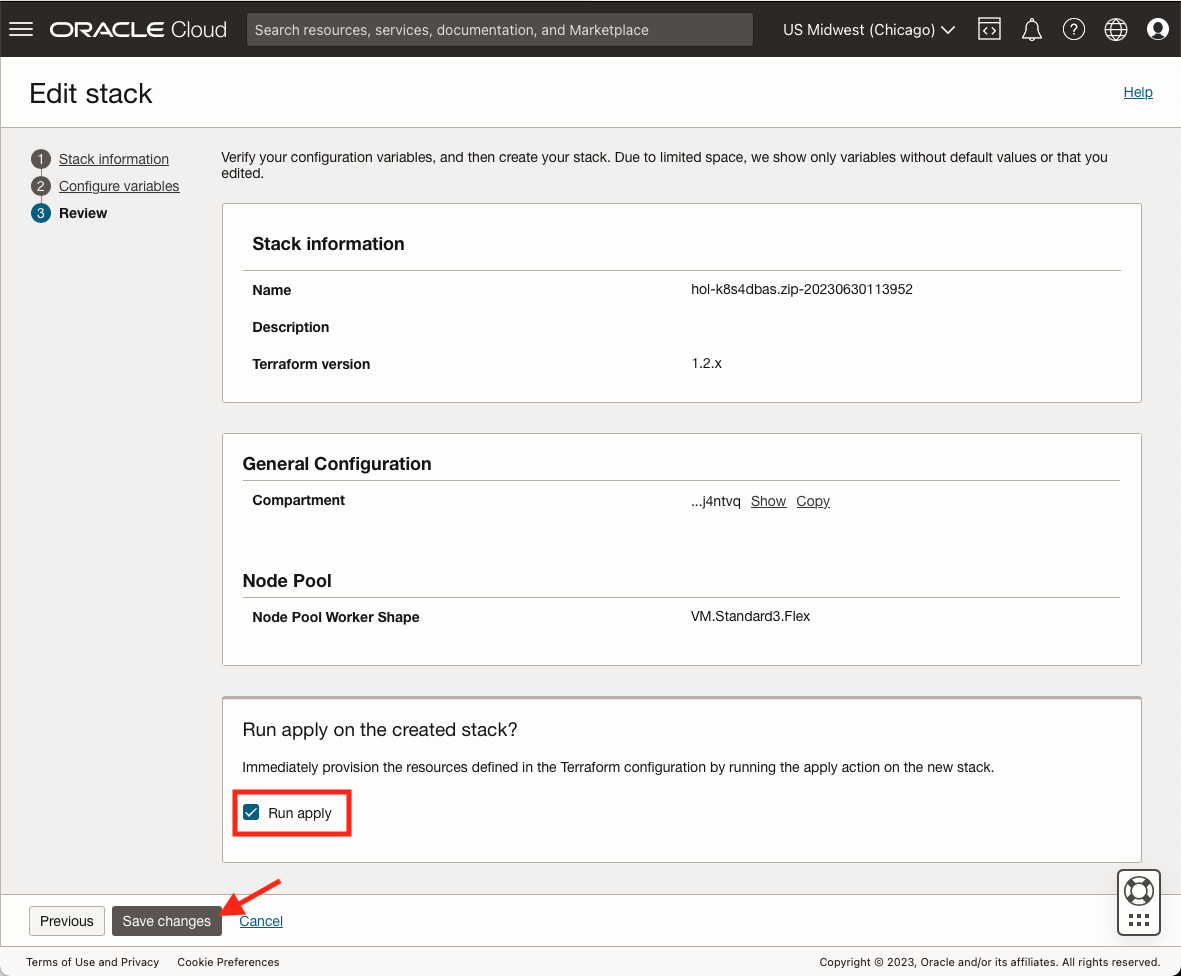 ORACLE Cloud
Search resources, services, documentation, and Marketplace
US Midwest (Chicago)
Edit stack
Help
1 Stack information
2 Configure variables
3 Review
Verify your configuration variables, and then create your stack. Due to limited space, we show only variables without default values or that you
edited.
Stack information
Name hol-k8s4dbas.zip-20230630113952
Description
Terraform version 1.2.x
General Configuration
Compartment ...j4ntvq Show Copy
Node Pool
Node Pool Worker Shape VM.Standard3.Flex
Run apply on the created stack?
Immediately provision the resources defined in the Terraform configuration by running the apply action on the new stack.
Run apply
Previous Save changes Cancel
Terms of Use and Privacy Cookie Preferences Copyright © 2023, Oracle and/or its affiliates. All rights reserved.